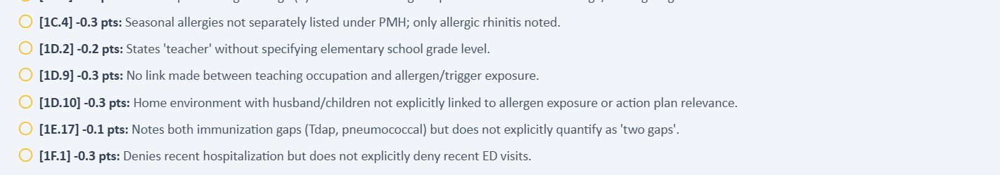 [1C.4] -0.3 pts: Seasonal allergies not separately listed under PMH; only allergic rhinitis noted.
[1D.2] -0.2 pts: States 'teacher' without specifying elementary school grade level.
[1D.9] -0.3 pts: No link made between teaching occupation and allergen/trigger exposure.
[1D.10] -0.3 pts: Home environment with husband/children not explicitly linked to allergen exposure or action plan relevance.
[1E.17] -0.1 pts: Notes both immunization gaps (Tdap, pneumococcal) but does not explicitly quantify as 'two gaps'.
[1F.1] -0.3 pts: Denies recent hospitalization but does not explicitly deny recent ED visits.